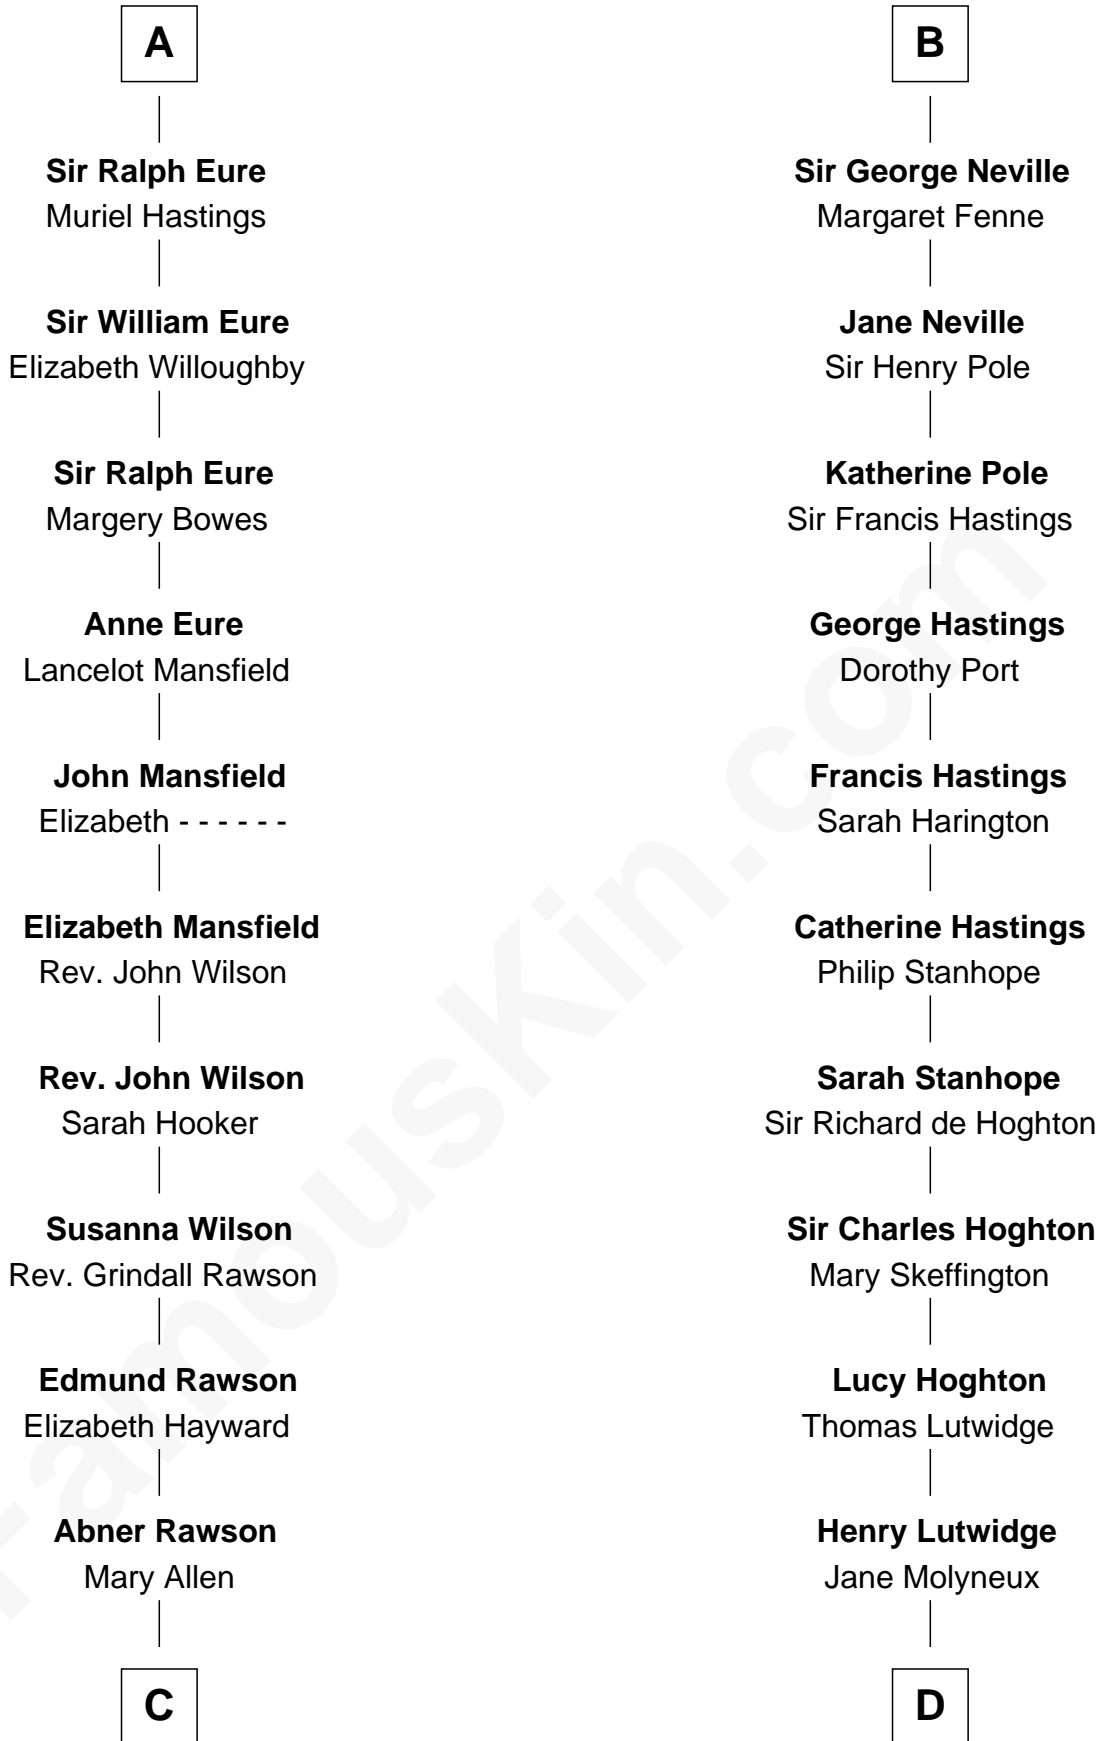 A
Sir Ralph Eure
Muriel Hastings
Sir William Eure
Elizabeth Willoughby
Sir Ralph Eure
Margery Bowes
Anne Eure
Lancelot Mansfield
John Mansfield
Elizabeth - - - - - -
Elizabeth Mansfield
Rev. John Wilson
Rev. John Wilson
Sarah Hooker
Susanna Wilson
Rev. Grindall Rawson
Edmund Rawson
Elizabeth Hayward
Abner Rawson
Mary Allen
C
B
Sir George Neville
Margaret Fenne
Jane Neville
Sir Henry Pole
Katherine Pole
Sir Francis Hastings
George Hastings
Dorothy Port
Francis Hastings
Sarah Harington
Catherine Hastings
Philip Stanhope
Sarah Stanhope
Sir Richard de Hoghton
Sir Charles Hoghton
Mary Skeffington
Lucy Hoghton
Thomas Lutwidge
Henry Lutwidge
Jane Molyneux
D
FamousKin.com